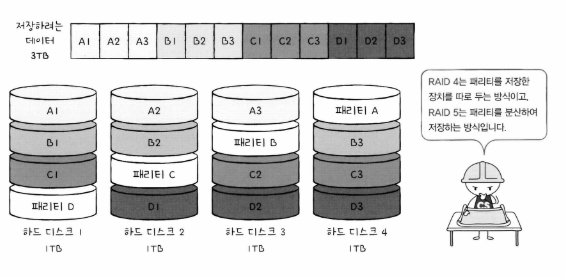 저장하려는
데이터
3TB
A1 A2 A3 B1 B2 B3 C1 C2 C3 D1 D2 D3
A1 A2 A3 패리티 A
B1 B2 패리티 B B3
C1 패리티 C C2 C3
패리티 D D1 D2 D3
하드 디스크 1 하드 디스크 2 하드 디스크 3 하드 디스크 4
1TB 1TB 1TB 1TB
RAID 4는 패리티를 저장한
장치를 따로 두는 방식이고,
RAID 5는 패리티를 분산하여
저장하는 방식입니다.